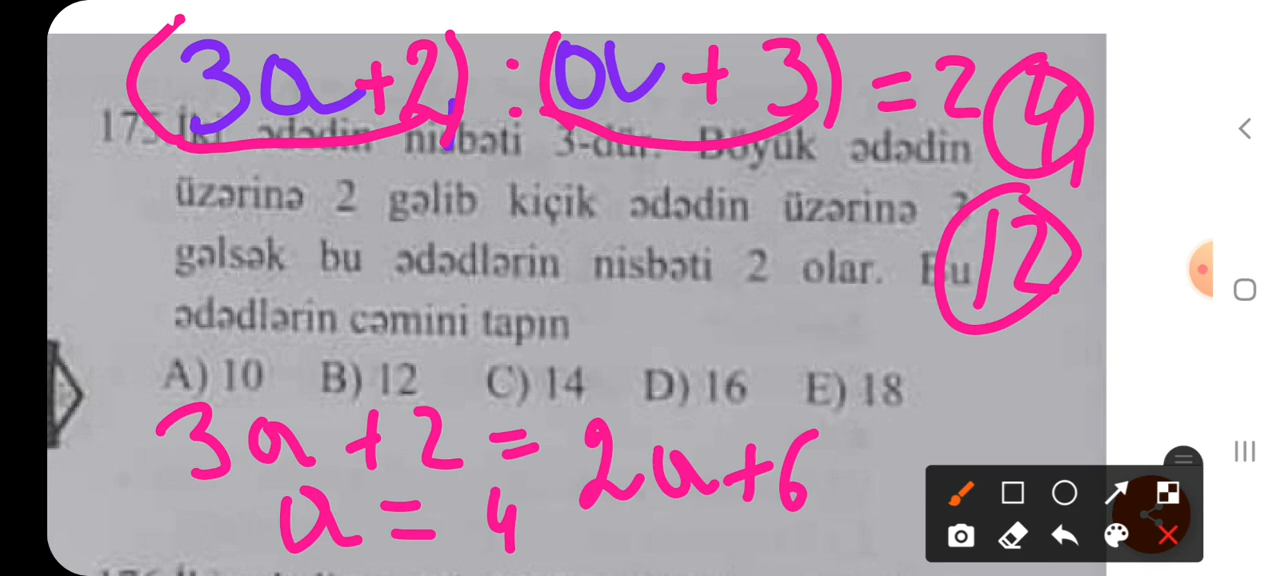 (3a+2) : (a+3) = 2
4
175 İki ədədin nisbəti 3-dür. Böyük ədədin
üzərinə 2 gəlib kiçik ədədin üzərinə 3
12
gəlsək bu ədədlərin nisbəti 2 olar. Bu
ədədlərin cəmini tapın
A) 10 B) 12 C) 14 D) 16 E) 18
3a+2 = 2a+6
a = 4